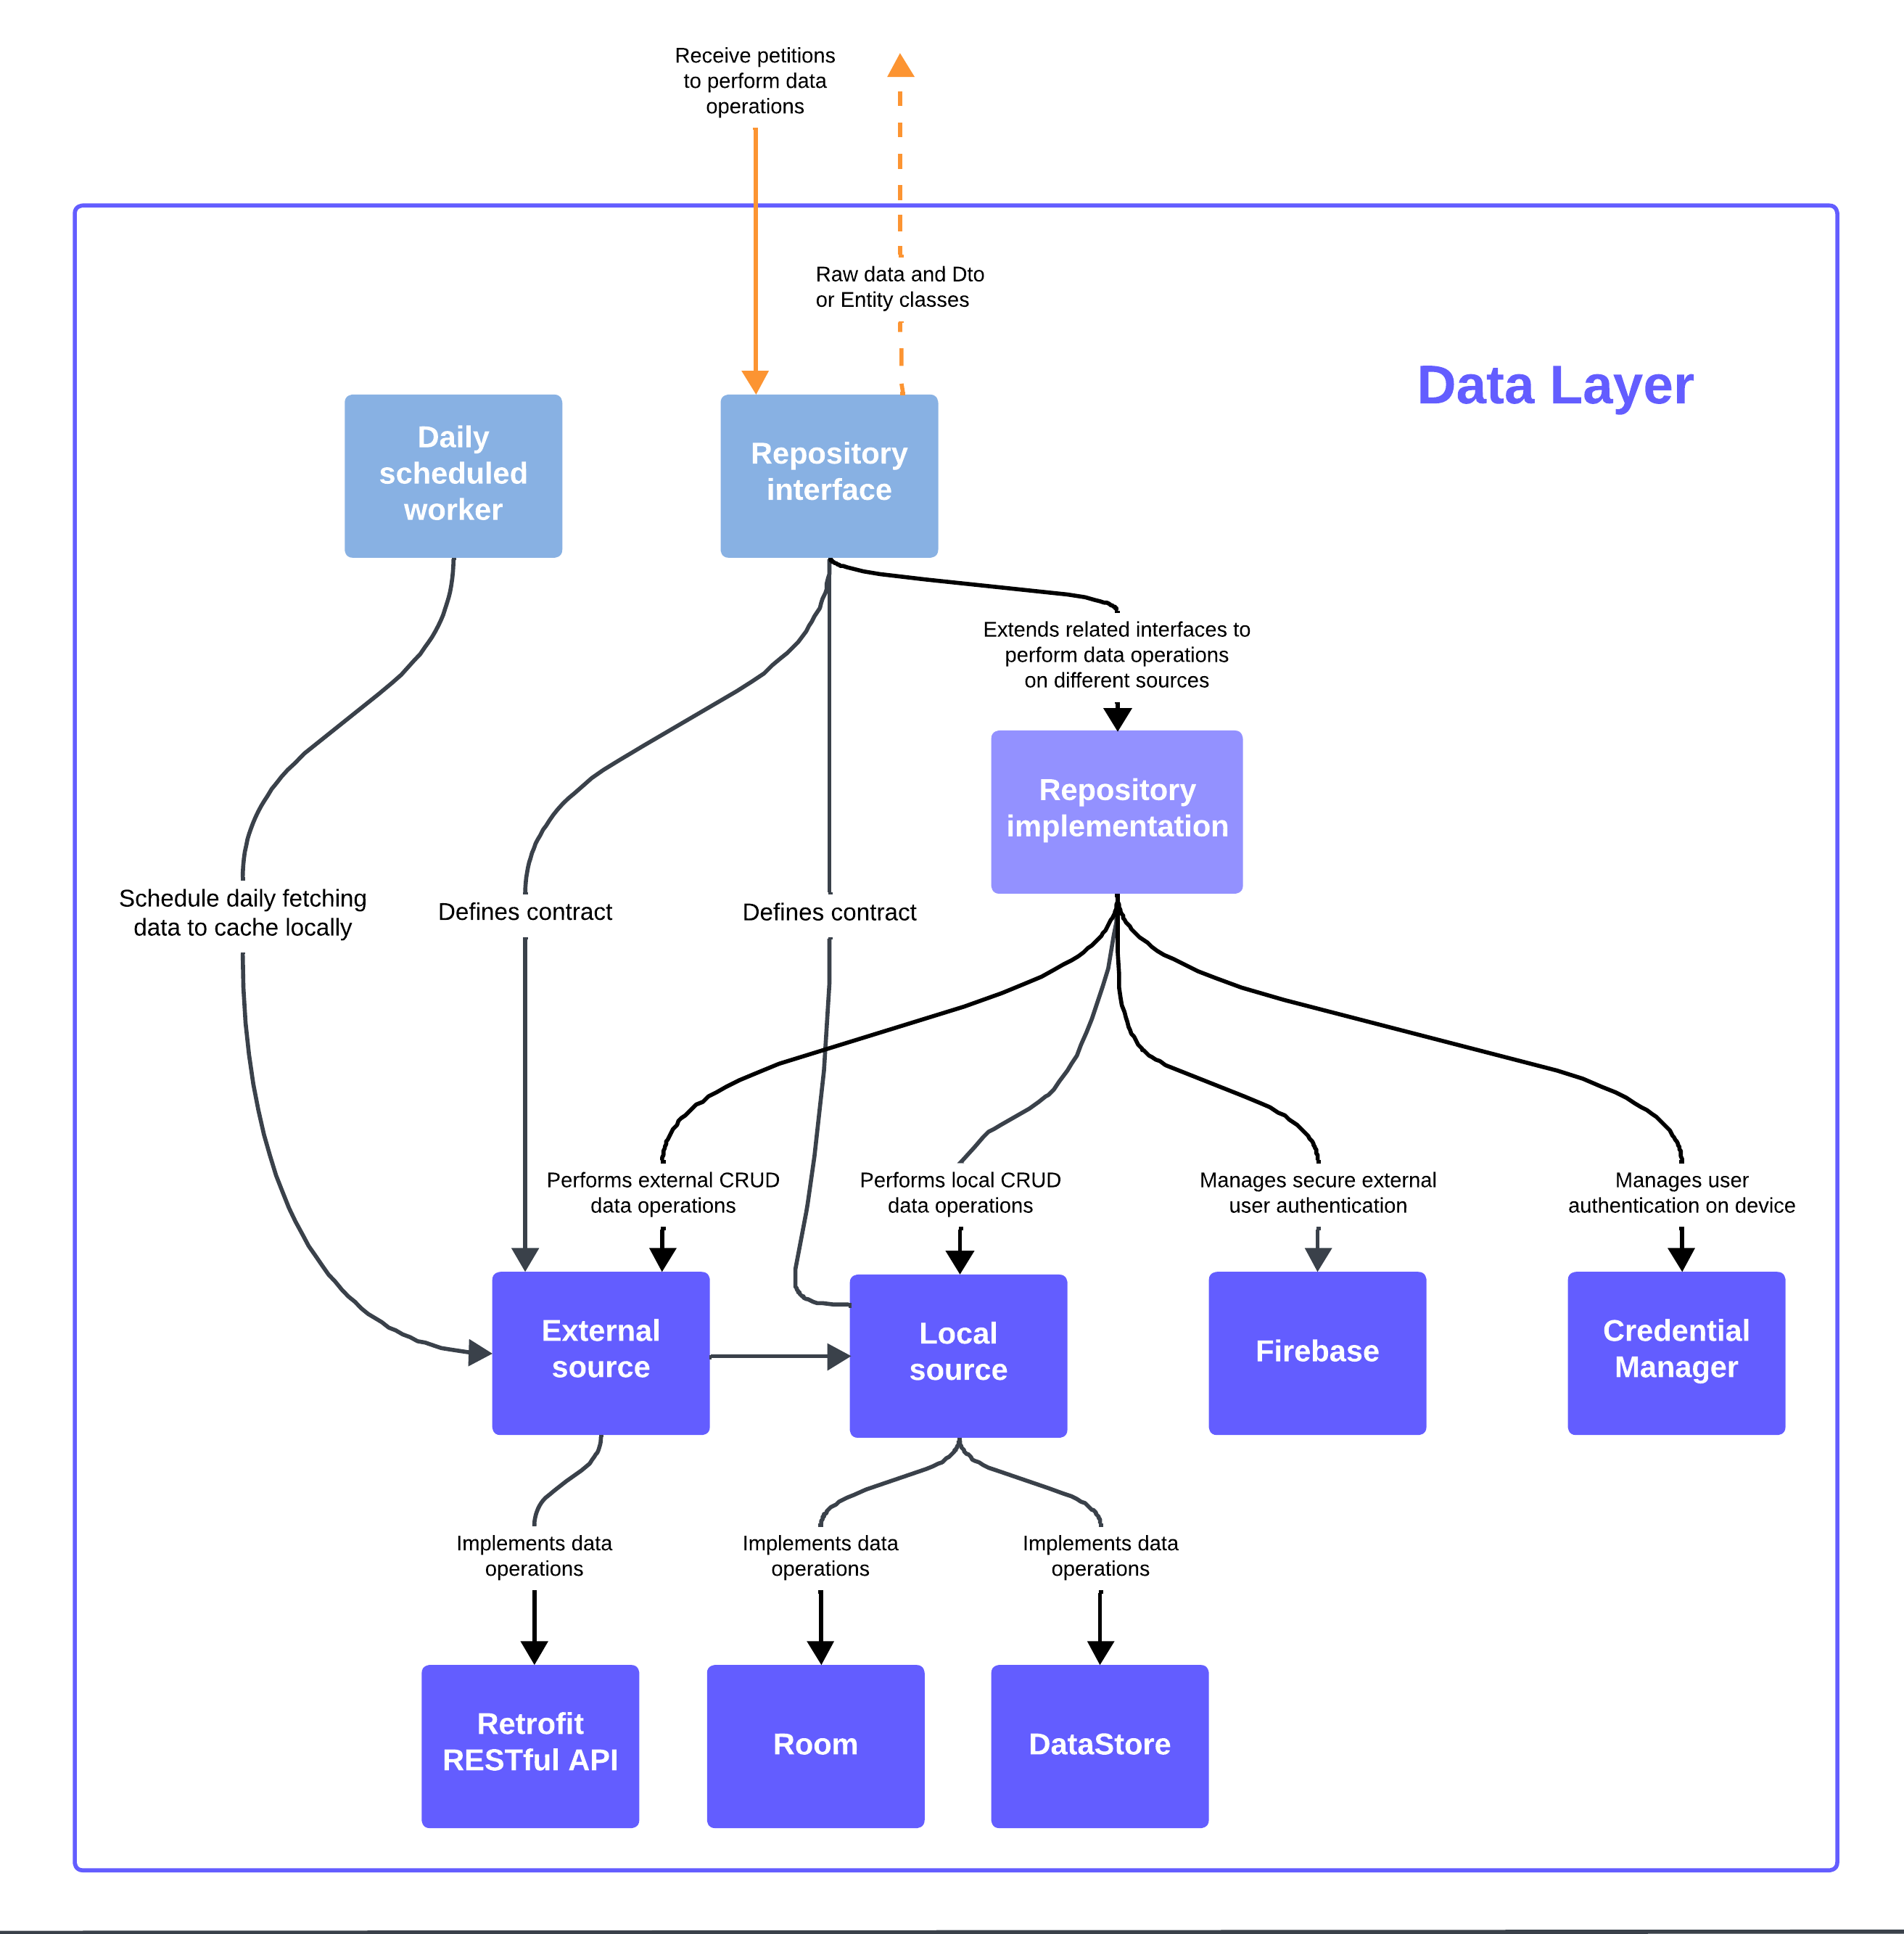 Receive petitions
to perform data
operations
Raw data and Dto
or Entity classes
Data Layer
Daily
scheduled
worker
Repository
interface
Extends related interfaces to
perform data operations
on different sources
Repository
implementation
Schedule daily fetching
data to cache locally
Defines contract
Defines contract
Performs external CRUD
data operations
Performs local CRUD
data operations
Manages secure external
user authentication
Manages user
authentication on device
External
source
Local
source
Firebase
Credential
Manager
Implements data
operations
Implements data
operations
Implements data
operations
Retrofit
RESTful API
Room
DataStore